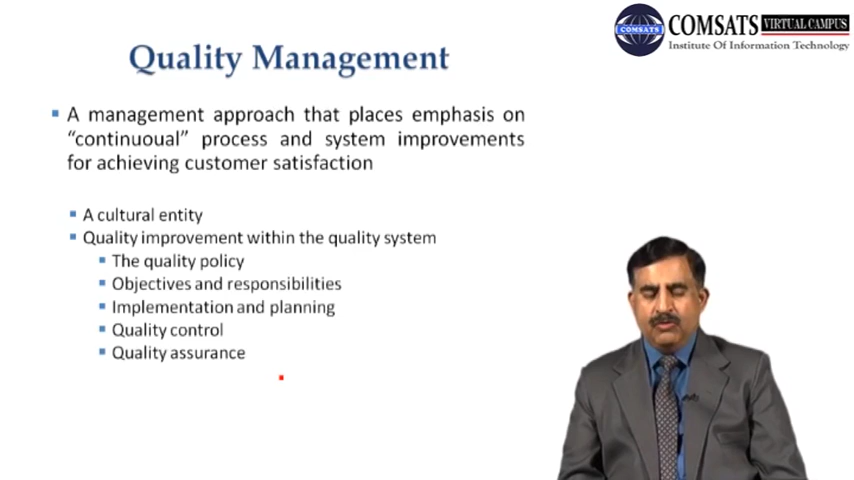 COMSATS VIRTUAL CAMPUS
COMSATS
Institute Of Information Technology
Quality Management
A management approach that places emphasis on
“continuoual” process and system improvements
for achieving customer satisfaction
A cultural entity
Quality improvement within the quality system
The quality policy
Objectives and responsibilities
Implementation and planning
Quality control
Quality assurance